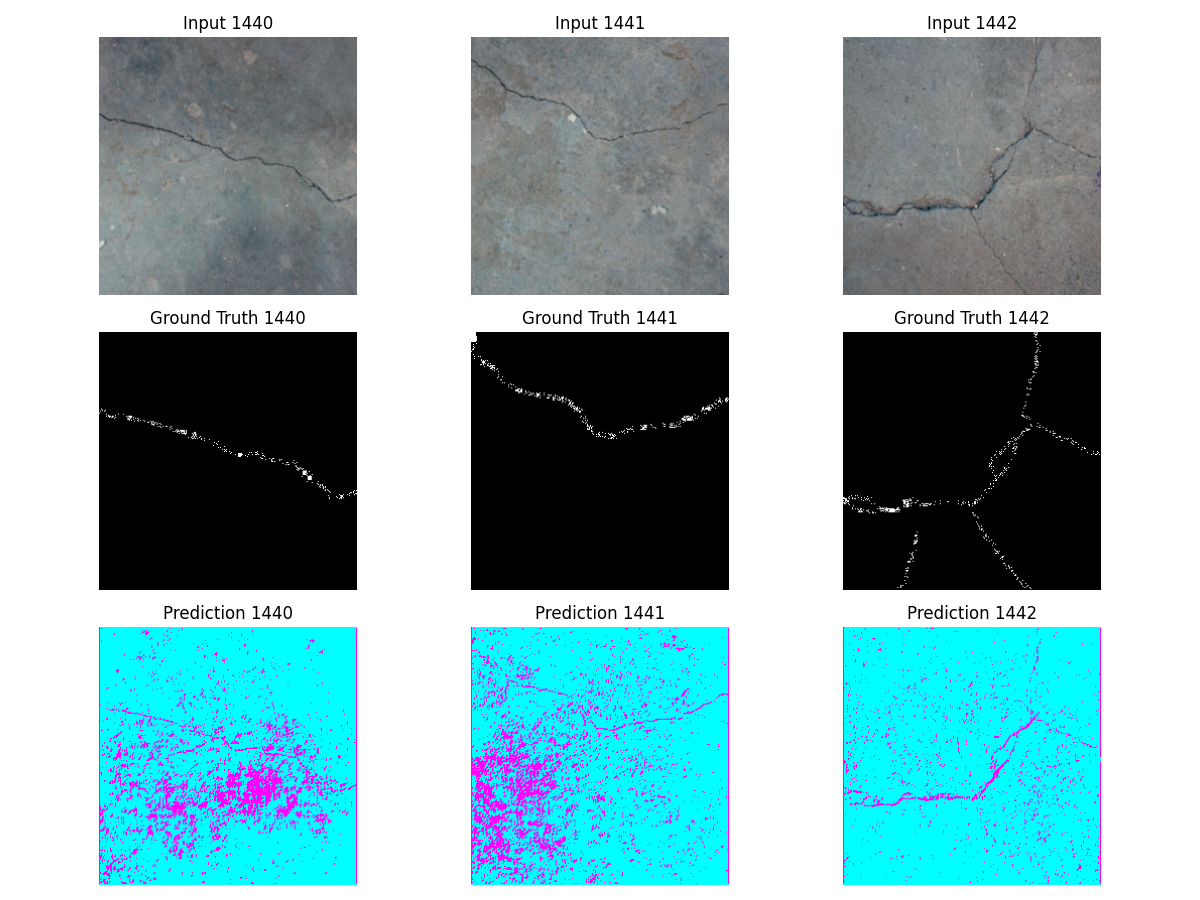 Input 1440
Input 1441
Input 1442
Ground Truth 1440
Ground Truth 1441
Ground Truth 1442
Prediction 1440
Prediction 1441
Prediction 1442